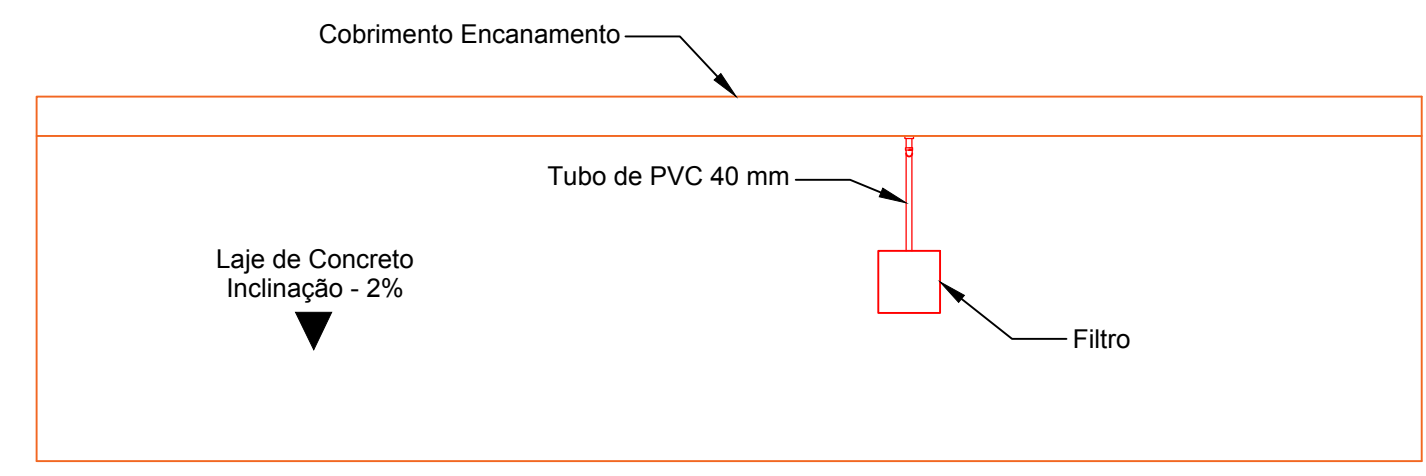 Cobrimento Encanamento
Tubo de PVC 40 mm
Laje de Concreto
Inclinação - 2%
Filtro